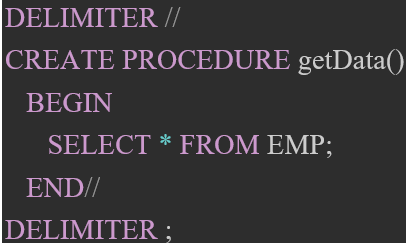 DELIMITER //
CREATE PROCEDURE getData()
BEGIN
SELECT * FROM EMP;
END//
DELIMITER ;